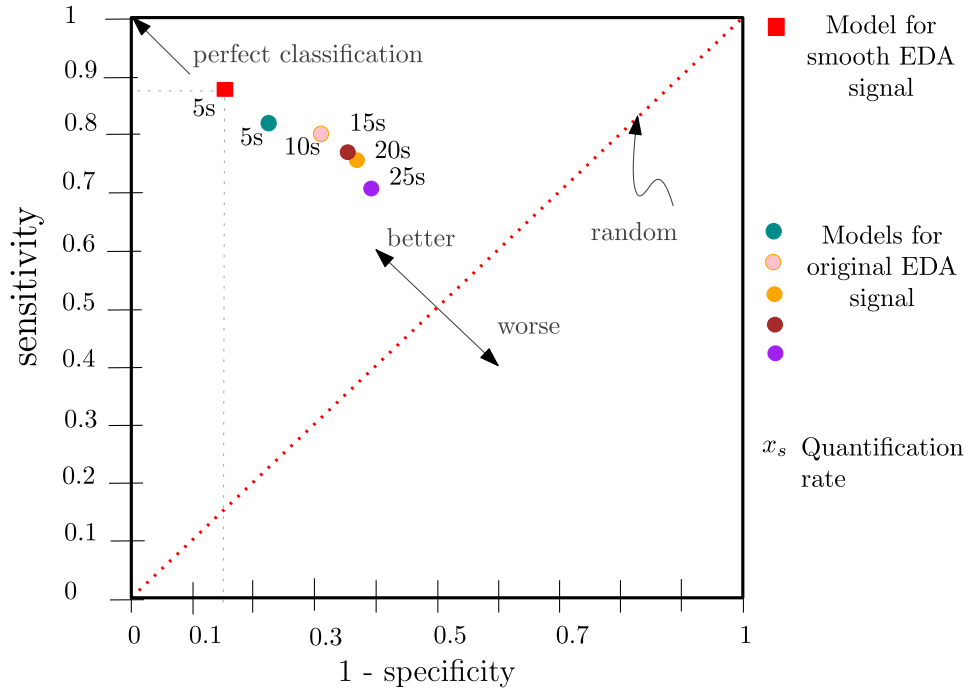 1
0.9
0.8
0.7
0.6
0.5
0.4
0.3
0.2
0.1
0
sensitivity
perfect classification
5s
5s
10s
15s
20s
25s
better
worse
random
0 0.1 0.3 0.5 0.7 1
1 - specificity
Model for
smooth EDA
signal
Models for
original EDA
signal
x_s Quantification
rate